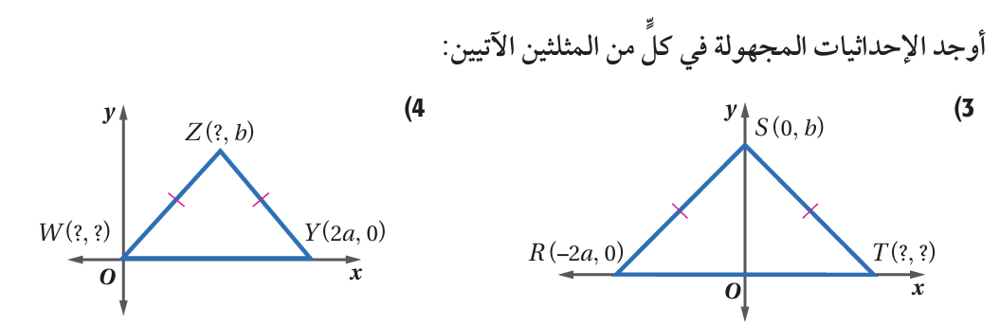 أوجد الإحداثيات المجهولة في كلٍّ من المثلثين الآتيين:
(3
y
S(0, b)
R(–2a, 0)
T(?, ?)
O
x
(4
y
Z(?, b)
W(?, ?)
Y(2a, 0)
O
x